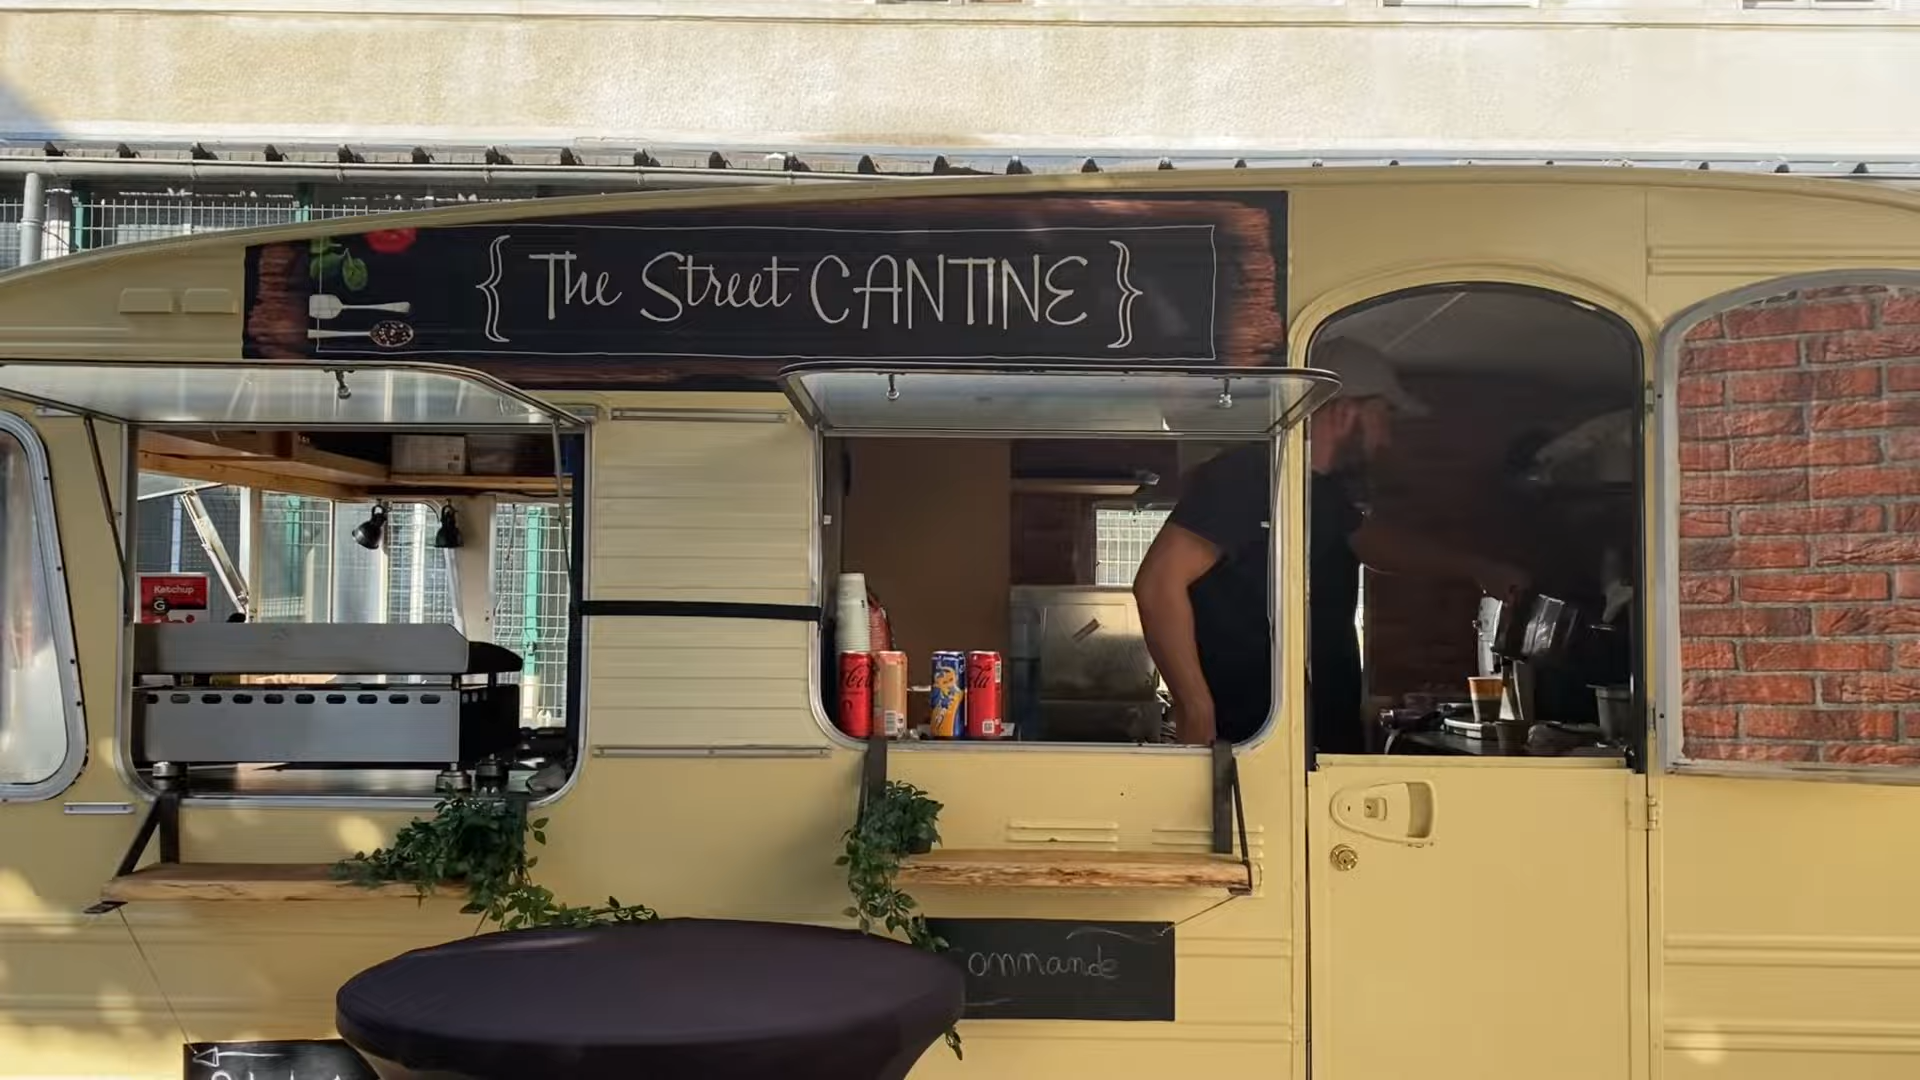 { The Street CANTINE }
Ketchup
G
Commande